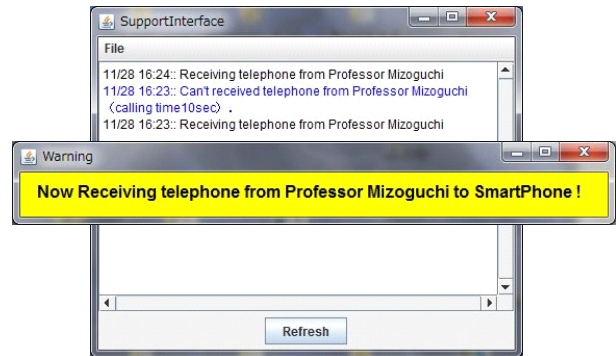 SupportInterface
File
11/28 16:24:: Receiving telephone from Professor Mizoguchi
11/28 16:23:: Can't received telephone from Professor Mizoguchi
（calling time10sec）.
11/28 16:23:: Receiving telephone from Professor Mizoguchi
Warning
Now Receiving telephone from Professor Mizoguchi to SmartPhone !
Refresh